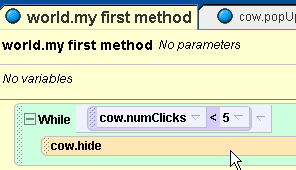 world.my first method
cow.popU
world.my first method No parameters
No variables
While cow.numClicks < 5
cow.hide